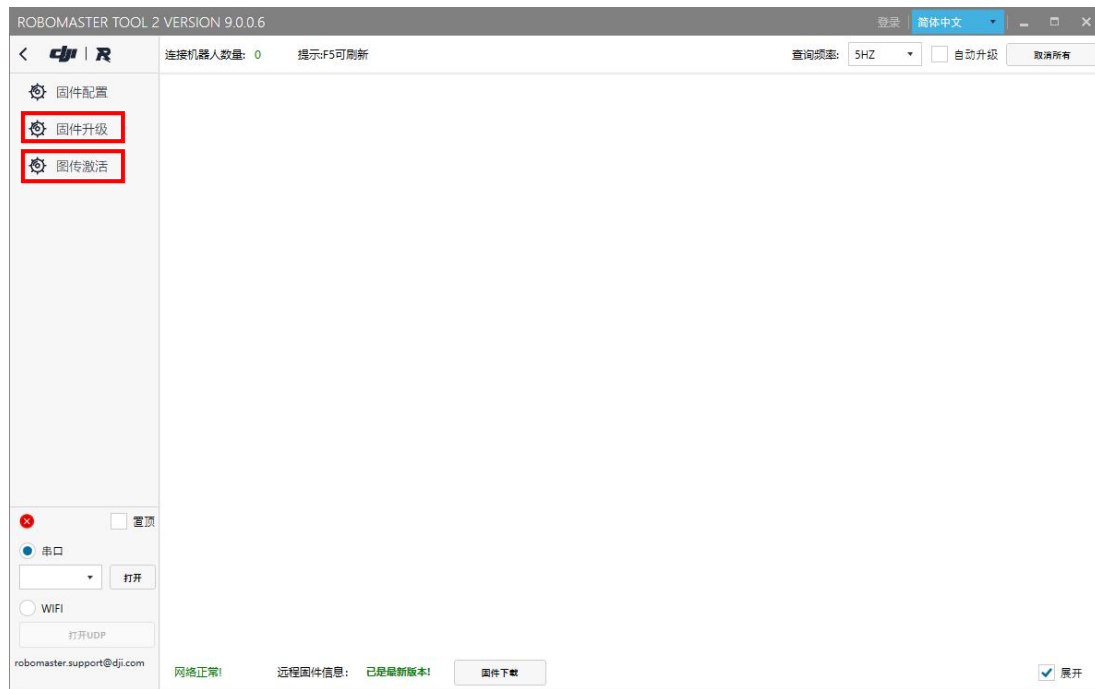 ROBOMASTER TOOL 2 VERSION 9.0.0.6
登录
简体中文
dji R
连接机器人数量: 0
提示:F5可刷新
查询频率:
5HZ
自动升级
取消所有
固件配置
固件升级
图传激活
置顶
串口
打开
WIFI
打开UDP
robomaster.support@dji.com
网络正常!
远程固件信息:
已是最新版本!
固件下载
展开